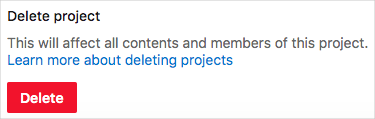 Delete project
This will affect all contents and members of this project.
Learn more about deleting projects
Delete